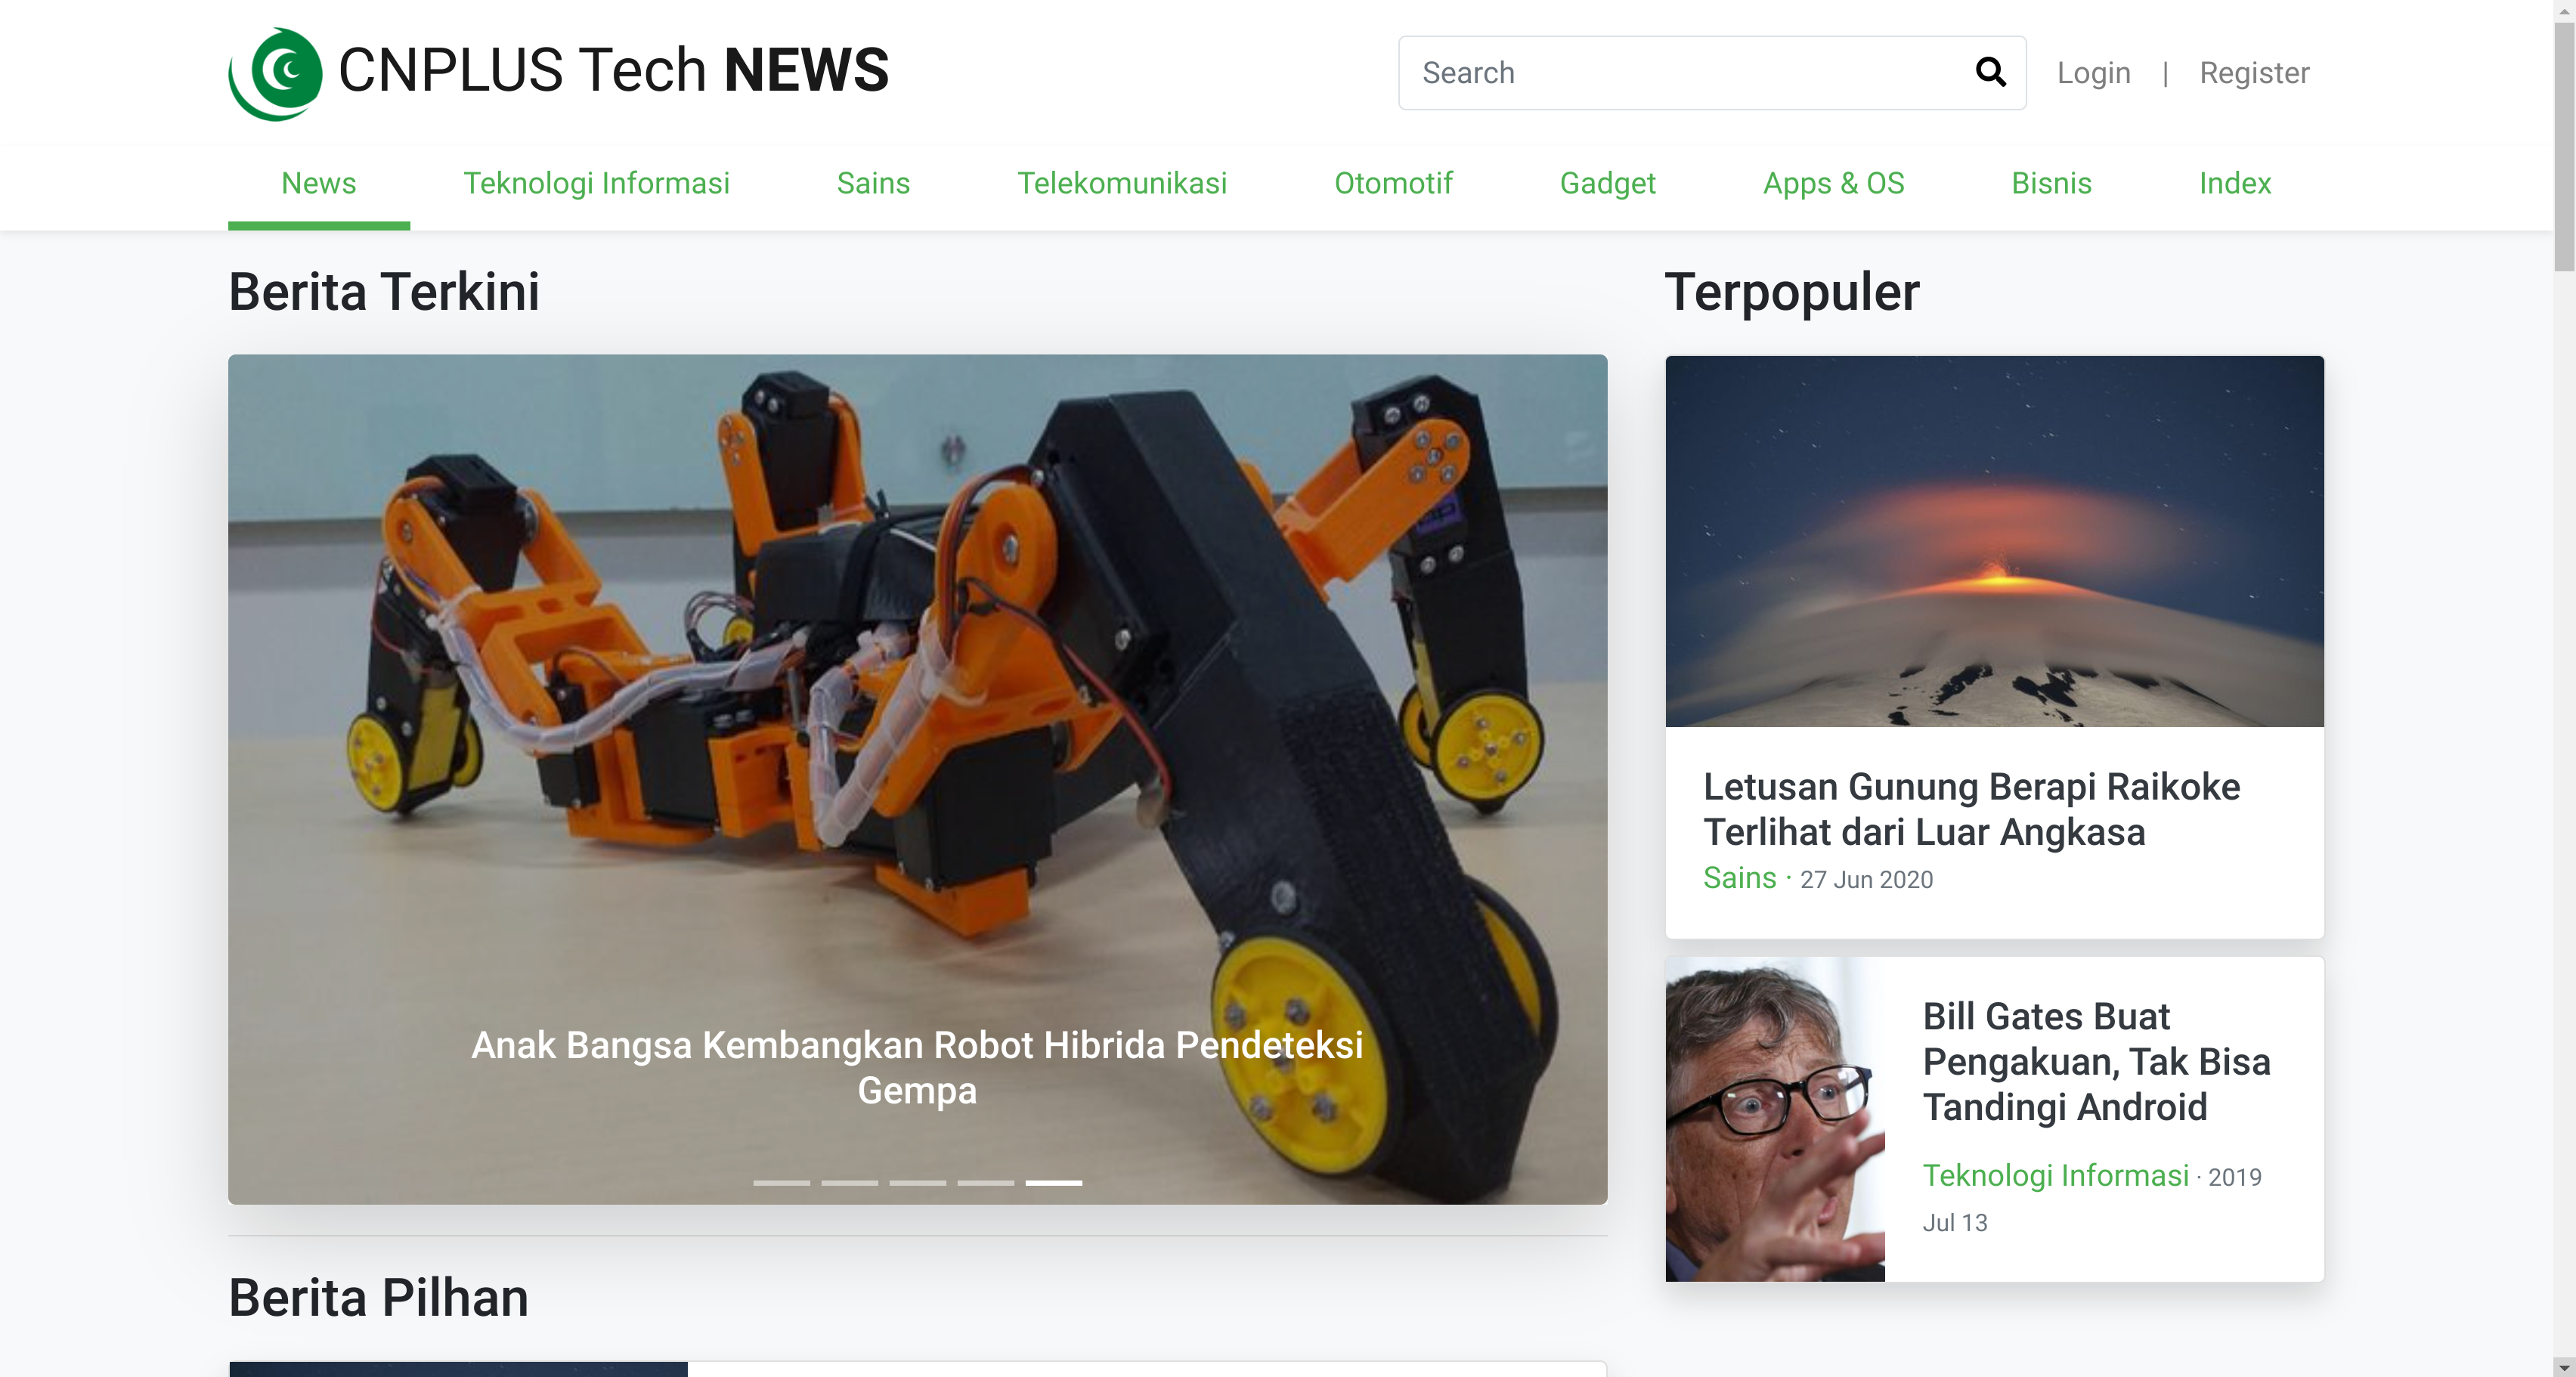 CNPLUS Tech NEWS
Search
Login | Register
News Teknologi Informasi Sains Telekomunikasi Otomotif Gadget Apps & OS Bisnis Index
Berita Terkini
Anak Bangsa Kembangkan Robot Hibrida Pendeteksi
Gempa
Terpopuler
Letusan Gunung Berapi Raikoke
Terlihat dari Luar Angkasa
Sains · 27 Jun 2020
Bill Gates Buat
Pengakuan, Tak Bisa
Tandingi Android
Teknologi Informasi · 2019
Jul 13
Berita Pilhan